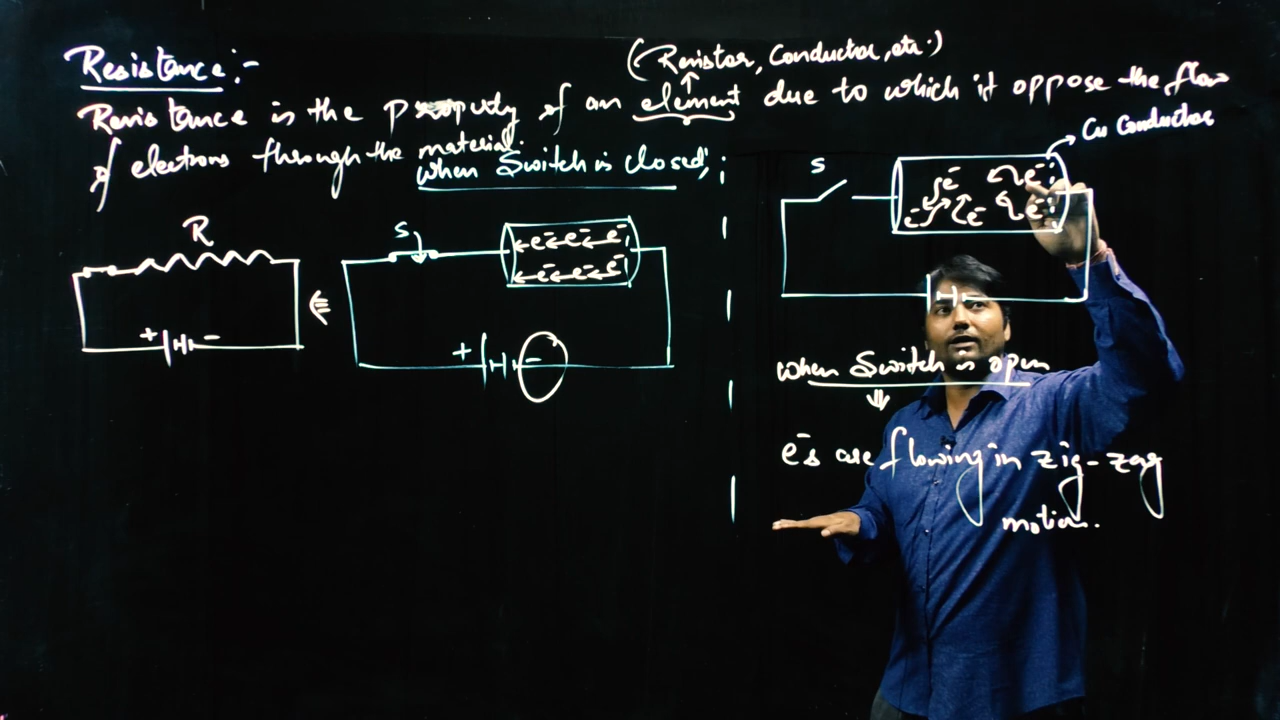 Resistance:-
(Resistor, Conductor, etc.)
Resistance is the property of an element due to which it oppose the flow
of electrons through the material.
Cu Conductor
when Switch is closed;
S
e⁻ e⁻ e⁻ e⁻ e⁻
R
S
e⁻ e⁻ e⁻
e⁻ e⁻ e⁻
+ -
+ -
when Switch is open
⇓
e⁻s are flowing in zig-zag
motion.